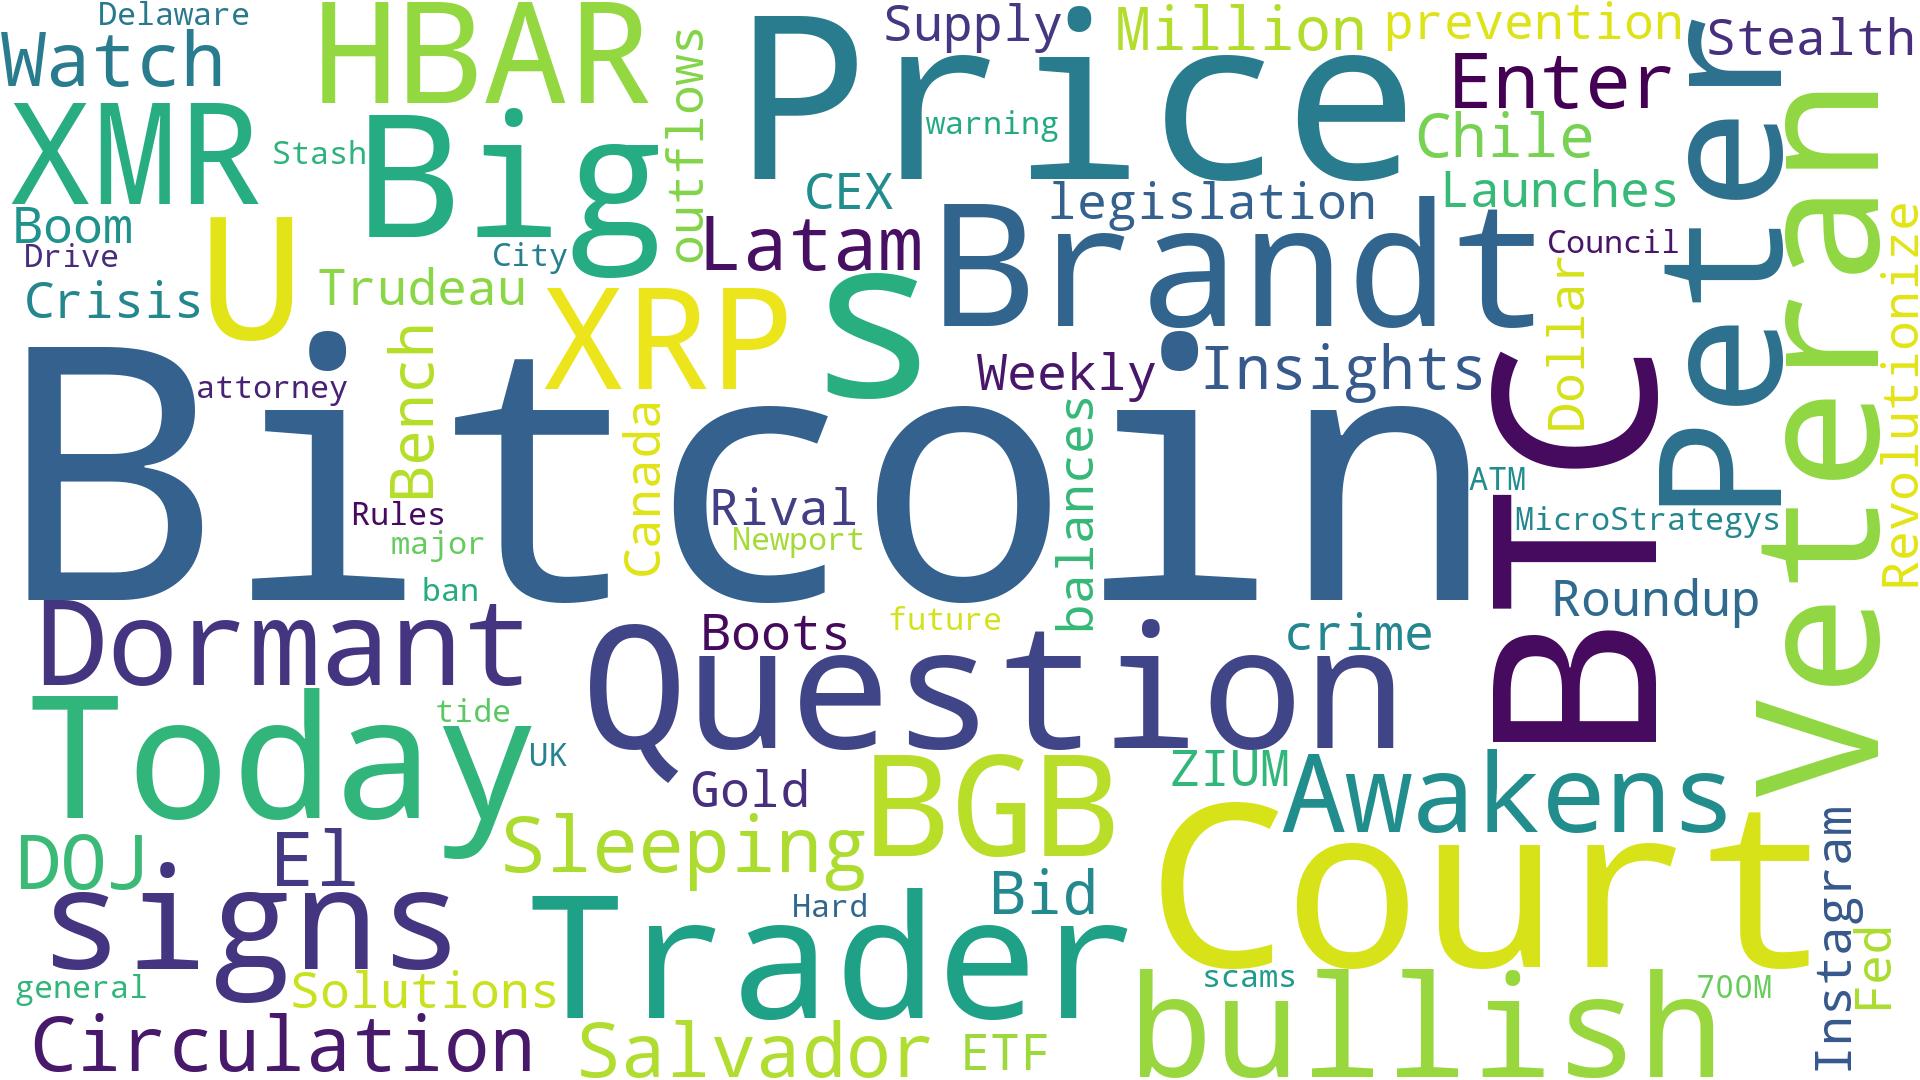 Delaware
Watch
HBAR
Price
Supply
Million
prevention
Stealth
XMR
Stash
Big
outflows
warning
Enter
Chile
Peter
veteran
Boom
Drive
U
City
Latam
CEX
legislation
Launches
Brandt
Council
Crisis
Trudeau
XRP
S
Dollar
Revolutionize
Bitcoin
attorney
Bench
Weekly
Insights
BTC
Canada
balances
Rules
major
ban
Rival
Newport
ATM
MicroStrategys
Dormant
Boots
future
crime
Roundup
Question
Today
tide
UK
Gold
BGB
ZIUM
Awakens
DOJ
El
Sleeping
Court
signs
Hard
Bid
Trader
Instagram
Fed
general
Solutions
scams
bullish
700M
Circulation
Salvador
ETF